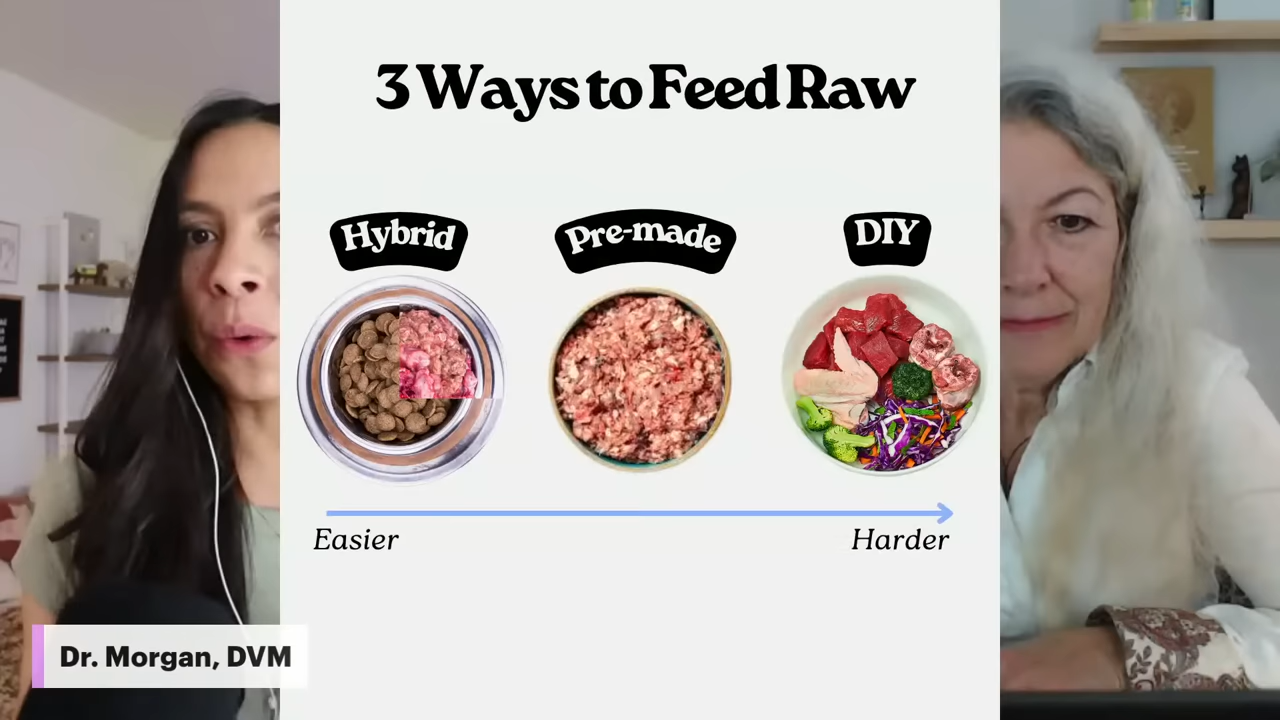 3 Ways to Feed Raw
Hybrid
Pre-made
DIY
Easier
Harder
Dr. Morgan, DVM